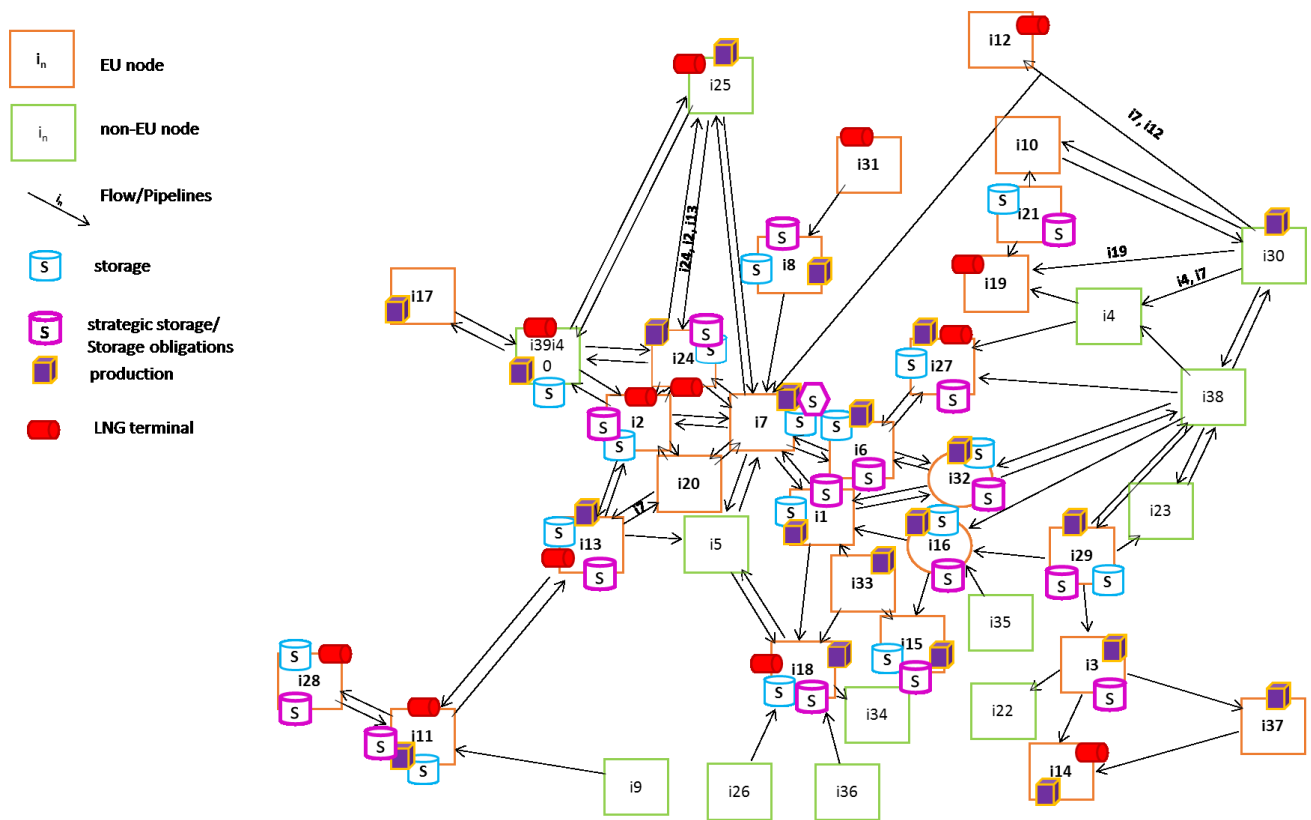 i_n
EU node
i_n
non-EU node
i_n
Flow/Pipelines
S
storage
S
strategic storage/
Storage obligations
production
LNG terminal
i12
i25
i7, i12
i10
i31
S
i21
S
S
i8
S
i24, i2, i13
i30
i19
i19
i4, i7
i17
i4
i39i4
0
S
i24
S
S
i27
S
S
i38
S
i2
S
i7
S
S
S
i6
S
S
i32
S
i20
i7
S
i1
S
S
i16
S
i23
S
i13
S
i5
i29
S
S
i33
i35
S
i15
S
i18
S
S
i3
S
S
i28
S
i34
i22
i37
S
i11
S
i14
i9
i26
i36